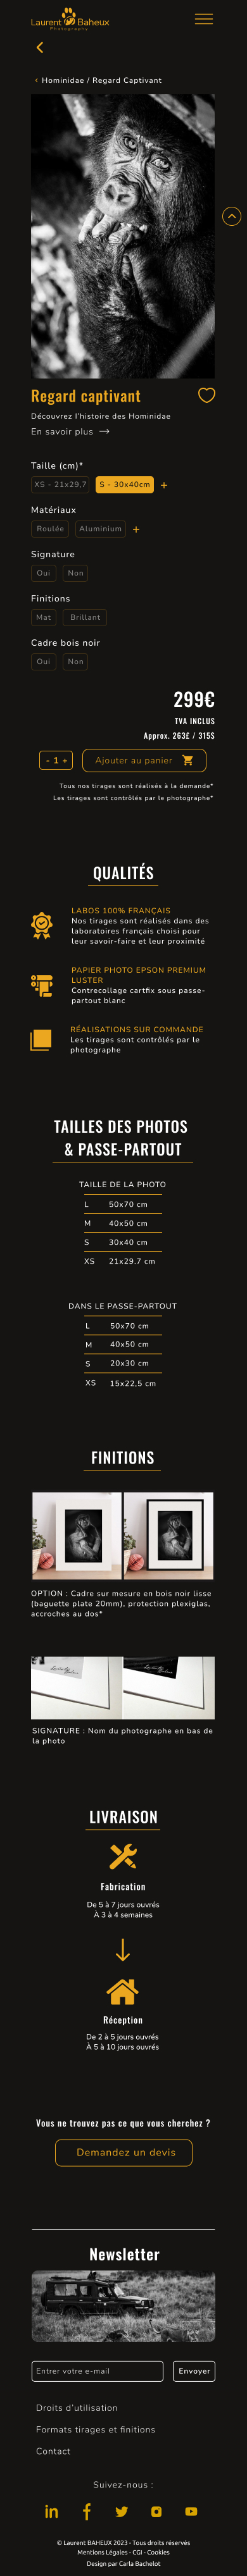 Laurent Baheux
Photography
Hominidae / Regard Captivant
Regard captivant
Découvrez l'histoire des Hominidae
En savoir plus
Taille (cm)*
XS - 21x29,7 S - 30x40cm +
Matériaux
Roulée Aluminium +
Signature
Oui Non
Finitions
Mat Brillant
Cadre bois noir
Oui Non
299€
TVA INCLUS
Approx. 263£ / 315$
- 1 + Ajouter au panier
Tous nos tirages sont réalisés à la demande*
Les tirages sont contrôlés par le photographe*
QUALITÉS
LABOS 100% FRANÇAIS
Nos tirages sont réalisés dans des
laboratoires français choisi pour
leur savoir-faire et leur proximité
PAPIER PHOTO EPSON PREMIUM
LUSTER
Contrecollage cartfix sous passe-
partout blanc
RÉALISATIONS SUR COMMANDE
Les tirages sont contrôlés par le
photographe
TAILLES DES PHOTOS
& PASSE-PARTOUT
TAILLE DE LA PHOTO
L 50x70 cm
M 40x50 cm
S 30x40 cm
XS 21x29.7 cm
DANS LE PASSE-PARTOUT
L 50x70 cm
M 40x50 cm
S 20x30 cm
XS 15x22,5 cm
FINITIONS
OPTION : Cadre sur mesure en bois noir lisse
(baguette plate 20mm), protection plexiglas,
accroches au dos*
SIGNATURE : Nom du photographe en bas de
la photo
LIVRAISON
Fabrication
De 5 à 7 jours ouvrés
À 3 à 4 semaines
Réception
De 2 à 5 jours ouvrés
À 5 à 10 jours ouvrés
Vous ne trouvez pas ce que vous cherchez ?
Demandez un devis
Newsletter
Entrer votre e-mail Envoyer
Droits d'utilisation
Formats tirages et finitions
Contact
Suivez-nous :
© Laurent BAHEUX 2023 - Tous droits réservés
Mentions Légales - CGI - Cookies
Design par Carla Bachelot